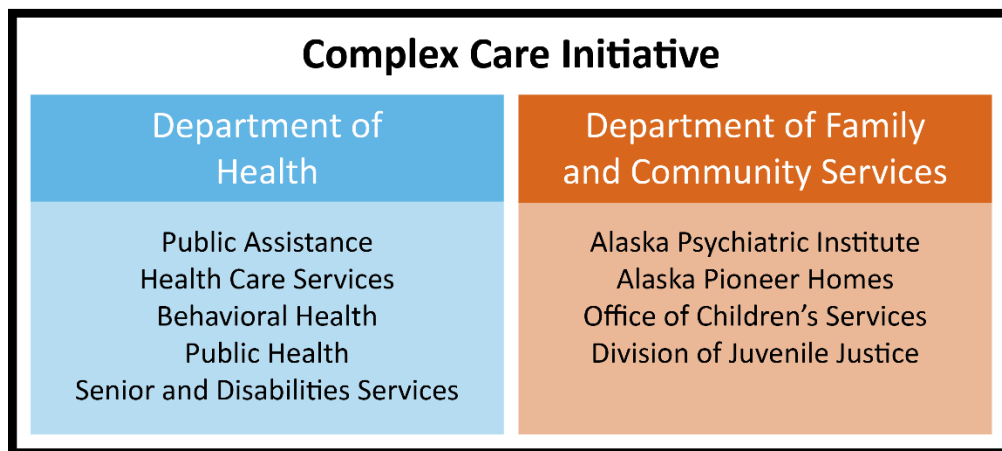 Complex Care Initiative
Department of
Health
Public Assistance
Health Care Services
Behavioral Health
Public Health
Senior and Disabilities Services
Department of Family
and Community Services
Alaska Psychiatric Institute
Alaska Pioneer Homes
Office of Children’s Services
Division of Juvenile Justice